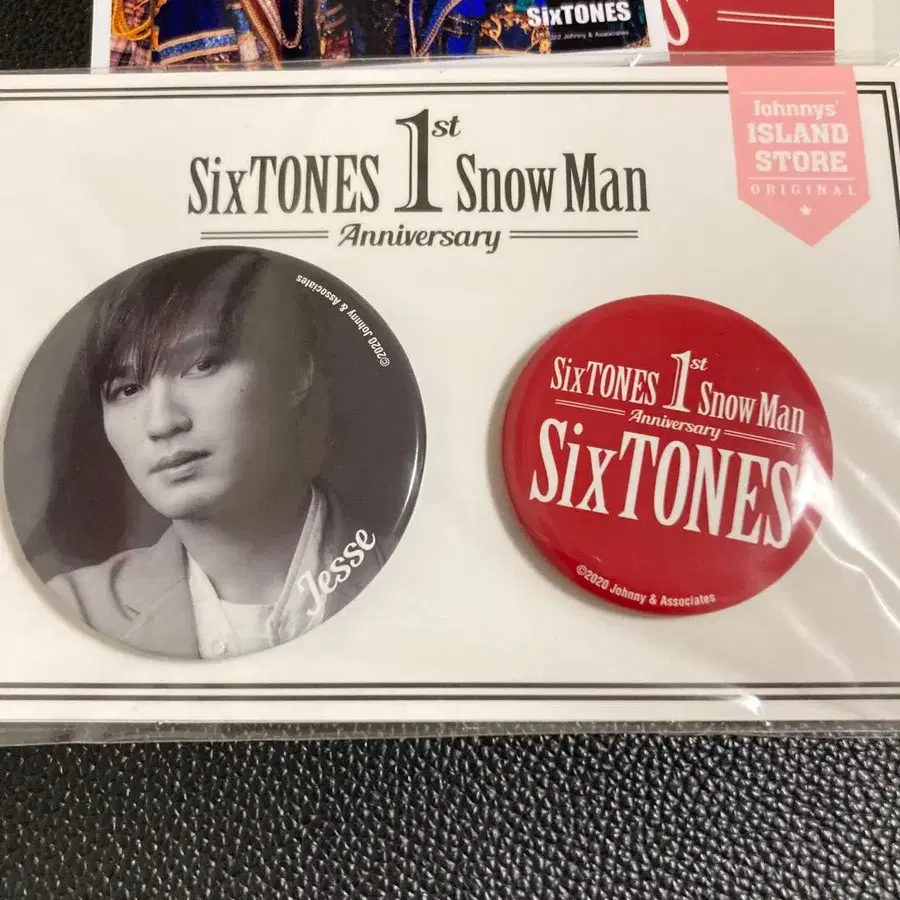 SixTONES
2020 Johnny & Associates
S
SixTONES 1st Snow Man
Anniversary
Johnnys'
ISLAND
STORE
ORIGINAL
©2020 Johnny & Associates
Jesse
SixTONES 1st Snow Man
Anniversary
SixTONES
©2020 Johnny & Associates